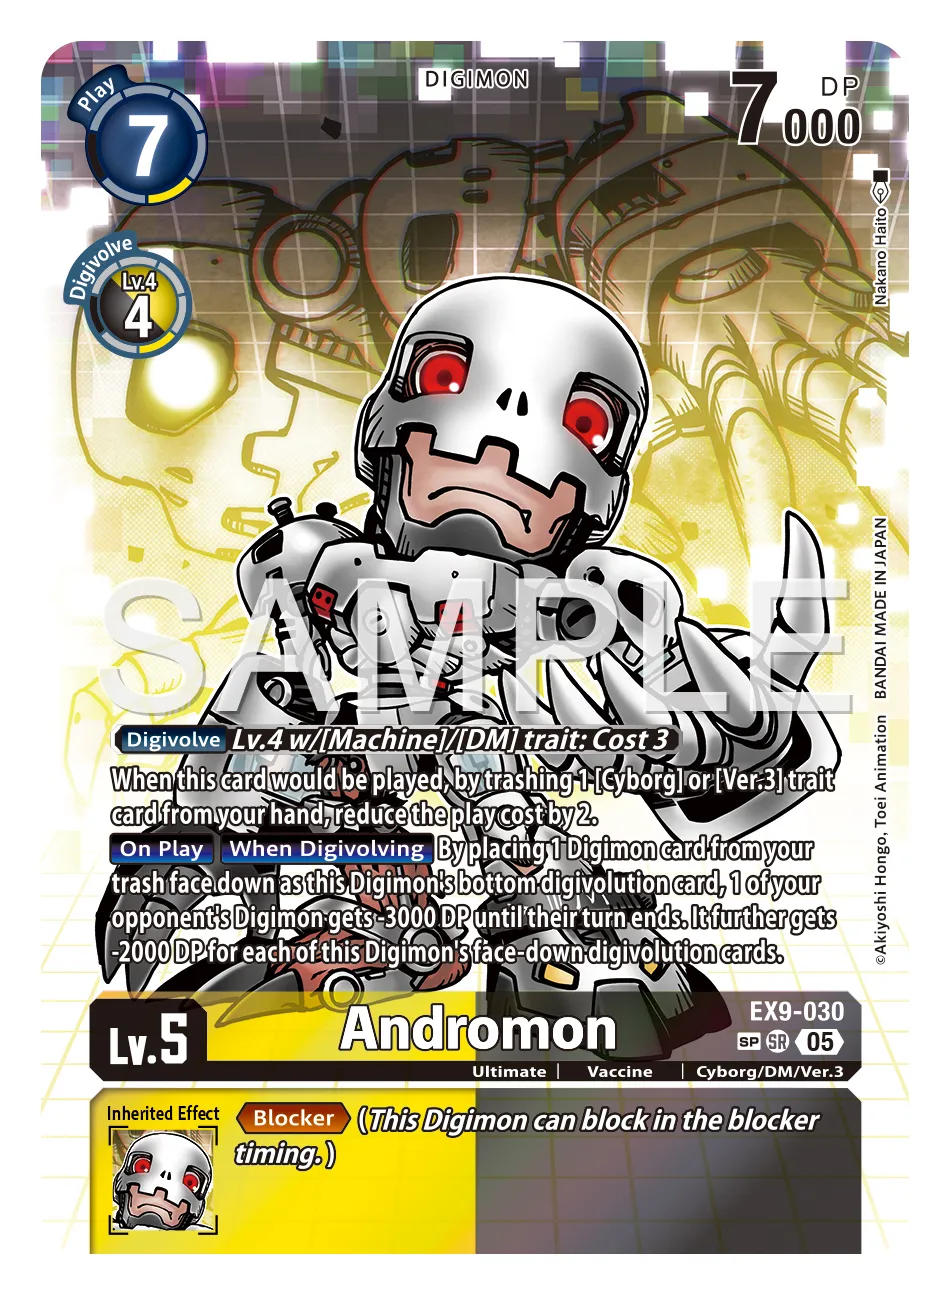 DIGIMON
Play
7
DP
7000
Nakano Haito
Digivolve
Lv.4
4
SAMPLE
Digivolve Lv.4 w/[Machine]/[DM] trait: Cost 3
When this card would be played, by trashing 1 [Cyborg] or [Ver.3] trait
card from your hand, reduce the play cost by 2.
On Play When Digivolving By placing 1 Digimon card from your
trash face down as this Digimon's bottom digivolution card, 1 of your
opponent's Digimon gets -3000 DP until their turn ends. It further gets
-2000 DP for each of this Digimon's face-down digivolution cards.
©Akiyoshi Hongo, Toei Animation BANDAI MADE IN JAPAN
Lv.5
Andromon
EX9-030
SP SR 05
Ultimate | Vaccine | Cyborg/DM/Ver.3
Inherited Effect
Blocker (This Digimon can block in the blocker
timing.)